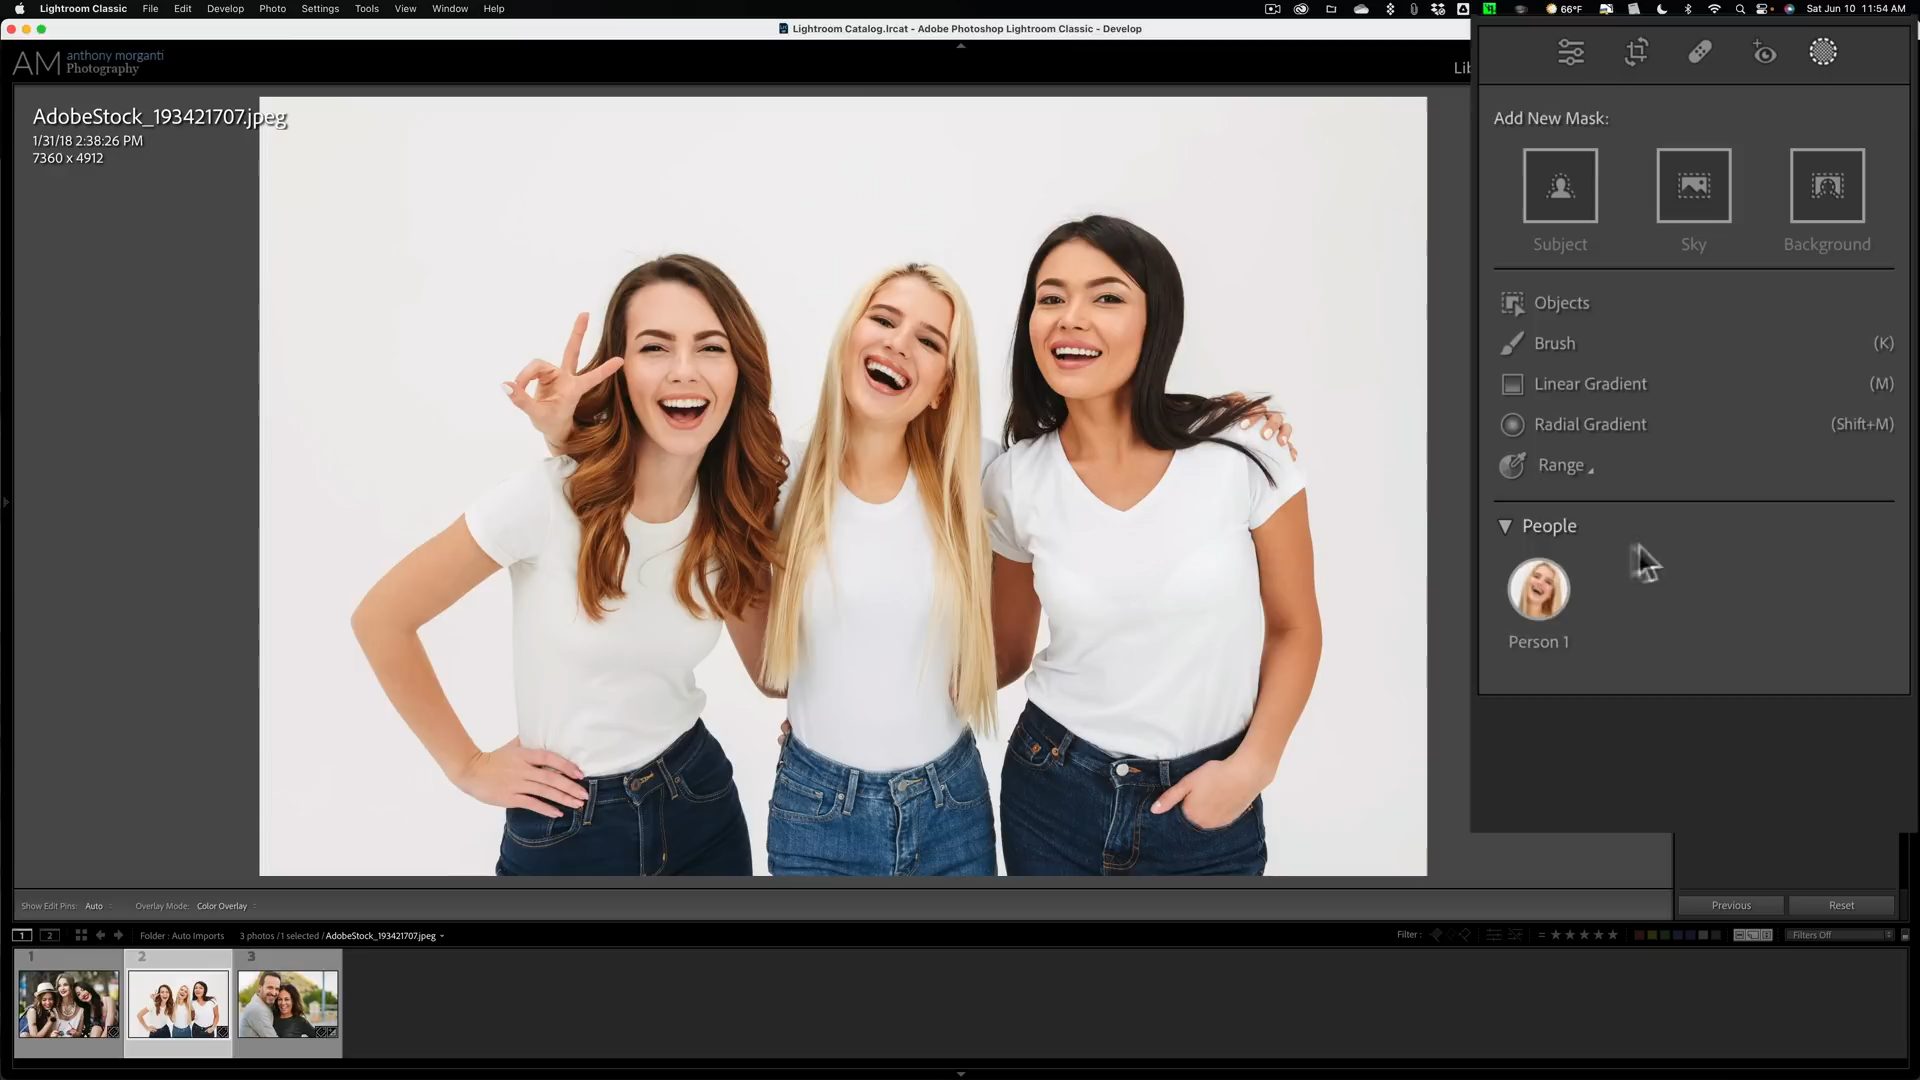 Lightroom Classic File Edit Develop Photo Settings Tools View Window Help 66°F Sat Jun 10 11:54 AM
Lightroom Catalog.lrcat - Adobe Photoshop Lightroom Classic - Develop
AM anthony morganti
Photography
Lib
AdobeStock_193421707.jpeg
1/31/18 2:38:26 PM
7360 x 4912
Add New Mask:
Subject Sky Background
Objects
Brush (K)
Linear Gradient (M)
Radial Gradient (Shift+M)
Range
People
Person 1
Show Edit Pins: Auto Overlay Mode: Color Overlay
Previous Reset
1 2 Folder : Auto Imports 3 photos / 1 selected / AdobeStock_193421707.jpeg
Filter : Filters Off
1 2 3